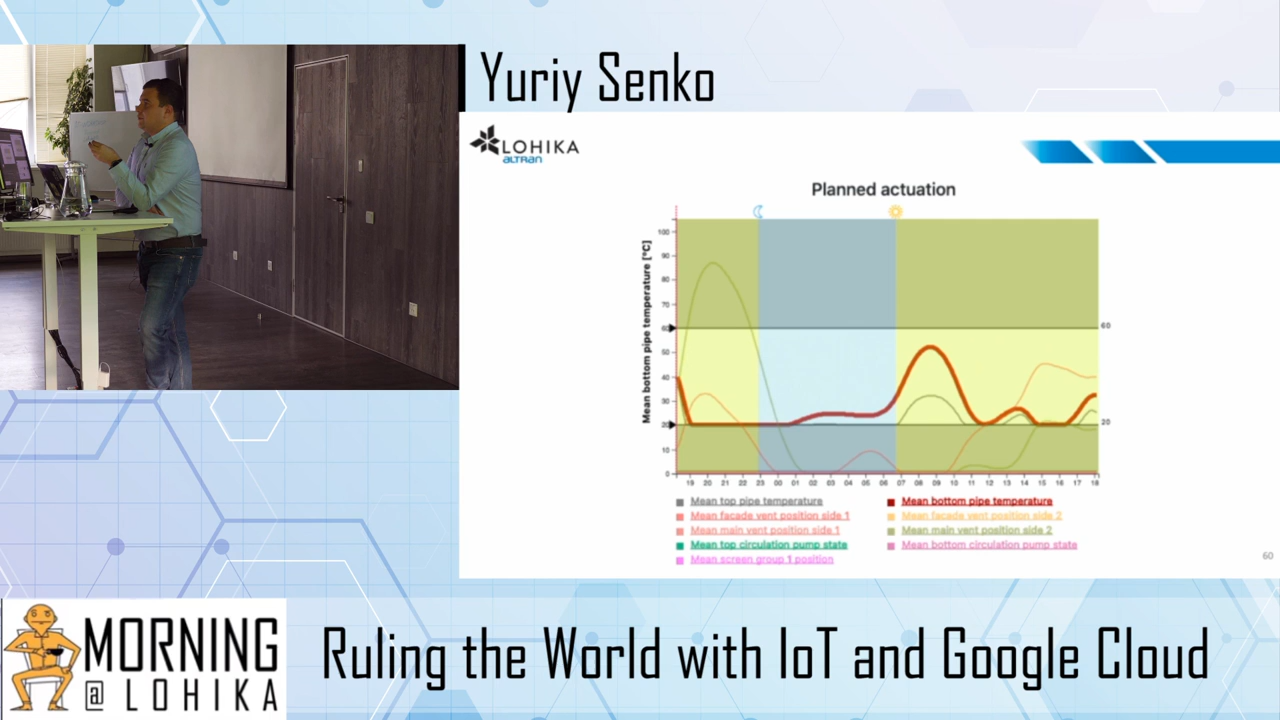 Yuriy Senko
LOHIKA
altran
Planned actuation
Mean bottom pipe temperature [°C]
100
90
80
70
60
50
40
30
20
10
0
60
20
19 20 21 22 23 00 01 02 03 04 05 06 07 08 09 10 11 12 13 14 15 16 17 18
Mean top pipe temperature
Mean bottom pipe temperature
Mean facade vent position side 1
Mean facade vent position side 2
Mean main vent position side 1
Mean main vent position side 2
Mean top circulation pump state
Mean bottom circulation pump state
Mean screen group 1 position
60
MORNING
@ LOHIKA
Ruling the World with IoT and Google Cloud